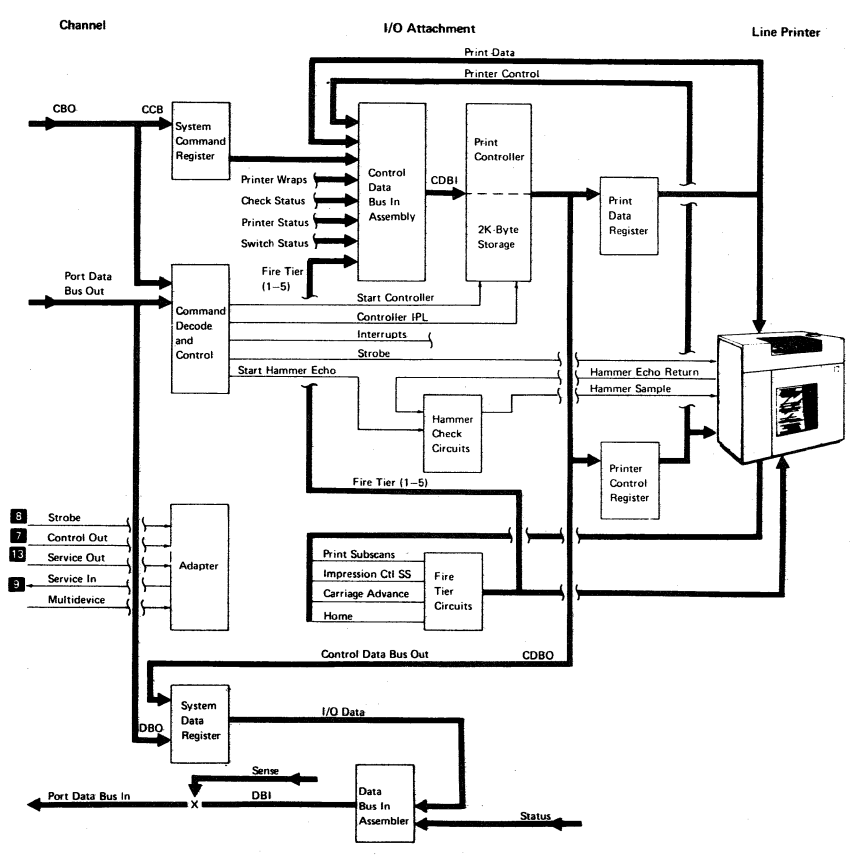 Channel
I/O Attachment
Line Printer
Print Data
Printer Control
CBO
CCB
System
Command
Register
Printer Wraps
Check Status
Printer Status
Switch Status
Fire Tier
(1–5)
Control
Data
Bus In
Assembly
CDBI
Print
Controller
2K-Byte
Storage
Print
Data
Register
Port Data
Bus Out
Command
Decode
and
Control
Start Controller
Controller IPL
Interrupts
Strobe
Start Hammer Echo
Hammer Echo Return
Hammer Sample
Hammer
Check
Circuits
Printer
Control
Register
Fire Tier (1–5)
8 Strobe
7 Control Out
13 Service Out
9 Service In
Multidevice
Adapter
Print Subscans
Impression Ctl SS
Carriage Advance
Home
Fire
Tier
Circuits
Control Data Bus Out
CDBO
System
Data
Register
DBO
I/O Data
Sense
Port Data Bus In
X
DBI
Data
Bus In
Assembler
Status